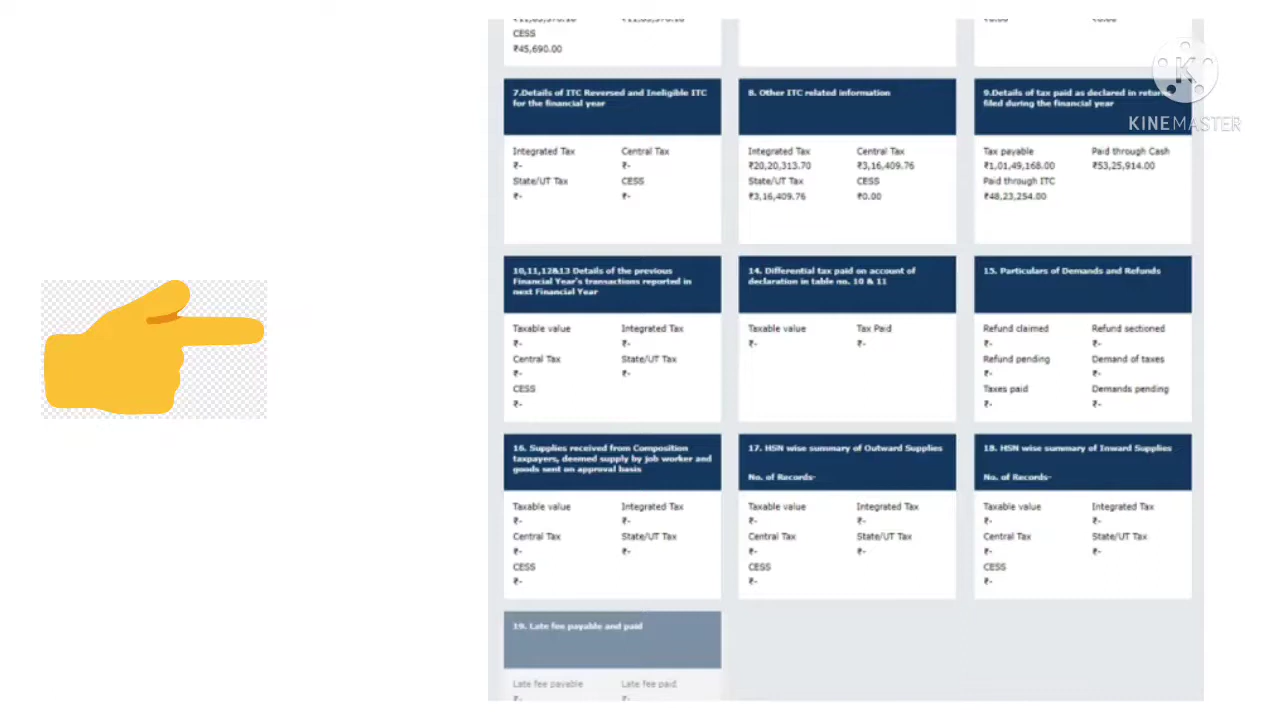 CESS
₹45,690.00
₹0.00 ₹0.00
K
KINEMASTER
7.Details of ITC Reversed and Ineligible ITC
for the financial year
Integrated Tax Central Tax
₹- ₹-
State/UT Tax CESS
₹- ₹-
8. Other ITC related information
Integrated Tax Central Tax
₹20,20,313.70 ₹3,16,409.76
State/UT Tax CESS
₹3,16,409.76 ₹0.00
9.Details of tax paid as declared in returns
filed during the financial year
Tax payable Paid through Cash
₹1,01,49,168.00 ₹53,25,914.00
Paid through ITC
₹48,23,254.00
10,11,12&13 Details of the previous
Financial Year's transactions reported in
next Financial Year
Taxable value Integrated Tax
₹- ₹-
Central Tax State/UT Tax
₹- ₹-
CESS
₹-
14. Differential tax paid on account of
declaration in table no. 10 & 11
Taxable value Tax Paid
₹- ₹-
15. Particulars of Demands and Refunds
Refund claimed Refund sectioned
₹- ₹-
Refund pending Demand of taxes
₹- ₹-
Taxes paid Demands pending
₹- ₹-
16. Supplies received from Composition
taxpayers, deemed supply by job worker and
goods sent on approval basis
Taxable value Integrated Tax
₹- ₹-
Central Tax State/UT Tax
₹- ₹-
CESS
₹-
17. HSN wise summary of Outward Supplies
No. of Records-
Taxable value Integrated Tax
₹- ₹-
Central Tax State/UT Tax
₹- ₹-
CESS
₹-
18. HSN wise summary of Inward Supplies
No. of Records-
Taxable value Integrated Tax
₹- ₹-
Central Tax State/UT Tax
₹- ₹-
CESS
₹-
19. Late fee payable and paid
Late fee payable Late fee paid
₹- ₹-